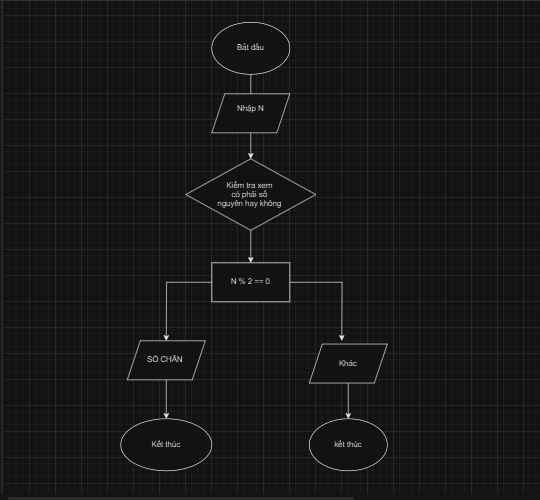 Bắt đầu
Nhập N
Kiểm tra xem
có phải số
nguyên hay không
N % 2 == 0
SỐ CHẴN
Khác
Kết thúc
kết thúc